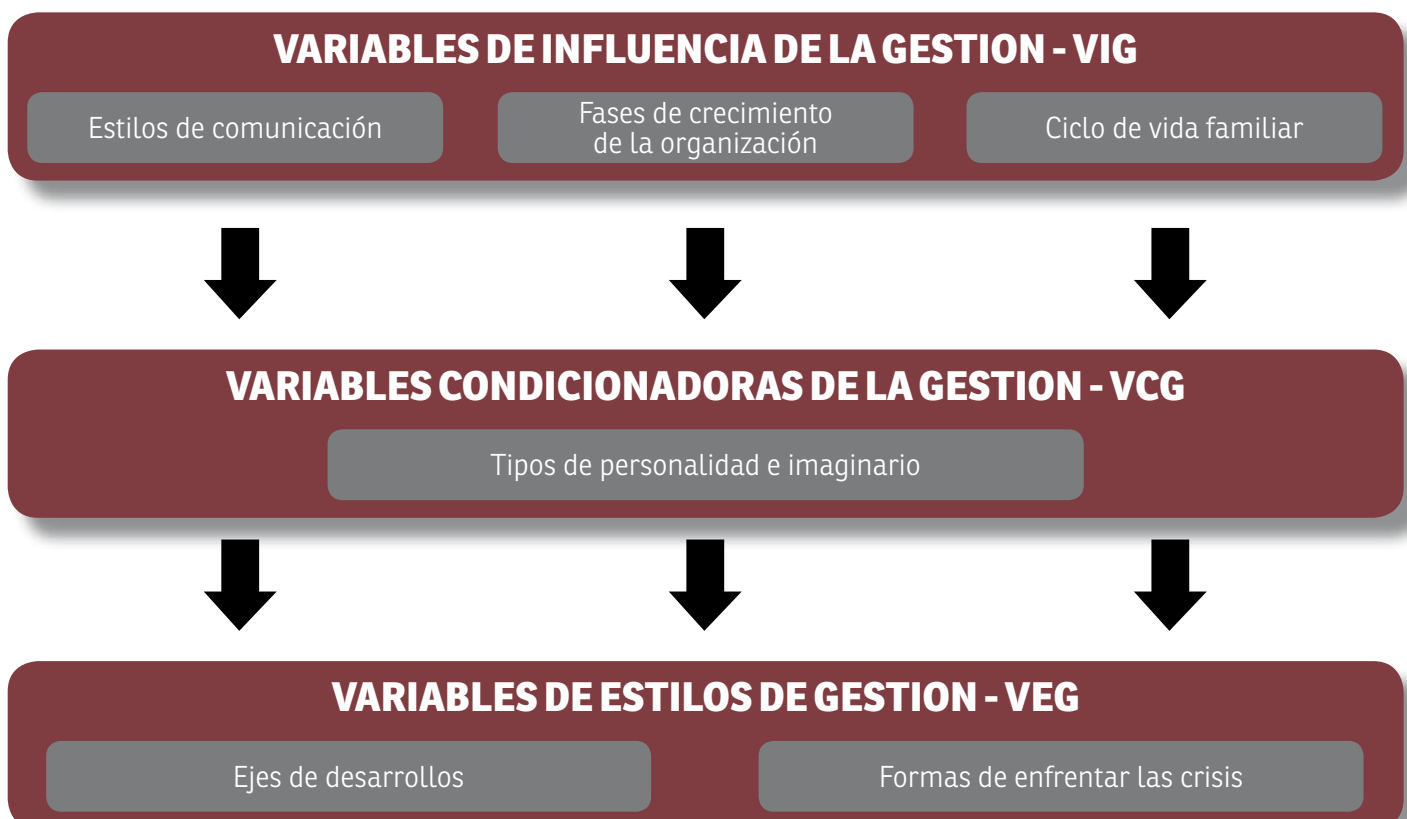 VARIABLES DE INFLUENCIA DE LA GESTION - VIG
Estilos de comunicación
Fases de crecimiento
de la organización
Ciclo de vida familiar
VARIABLES CONDICIONADORAS DE LA GESTION - VCG
Tipos de personalidad e imaginario
VARIABLES DE ESTILOS DE GESTION - VEG
Ejes de desarrollos
Formas de enfrentar las crisis